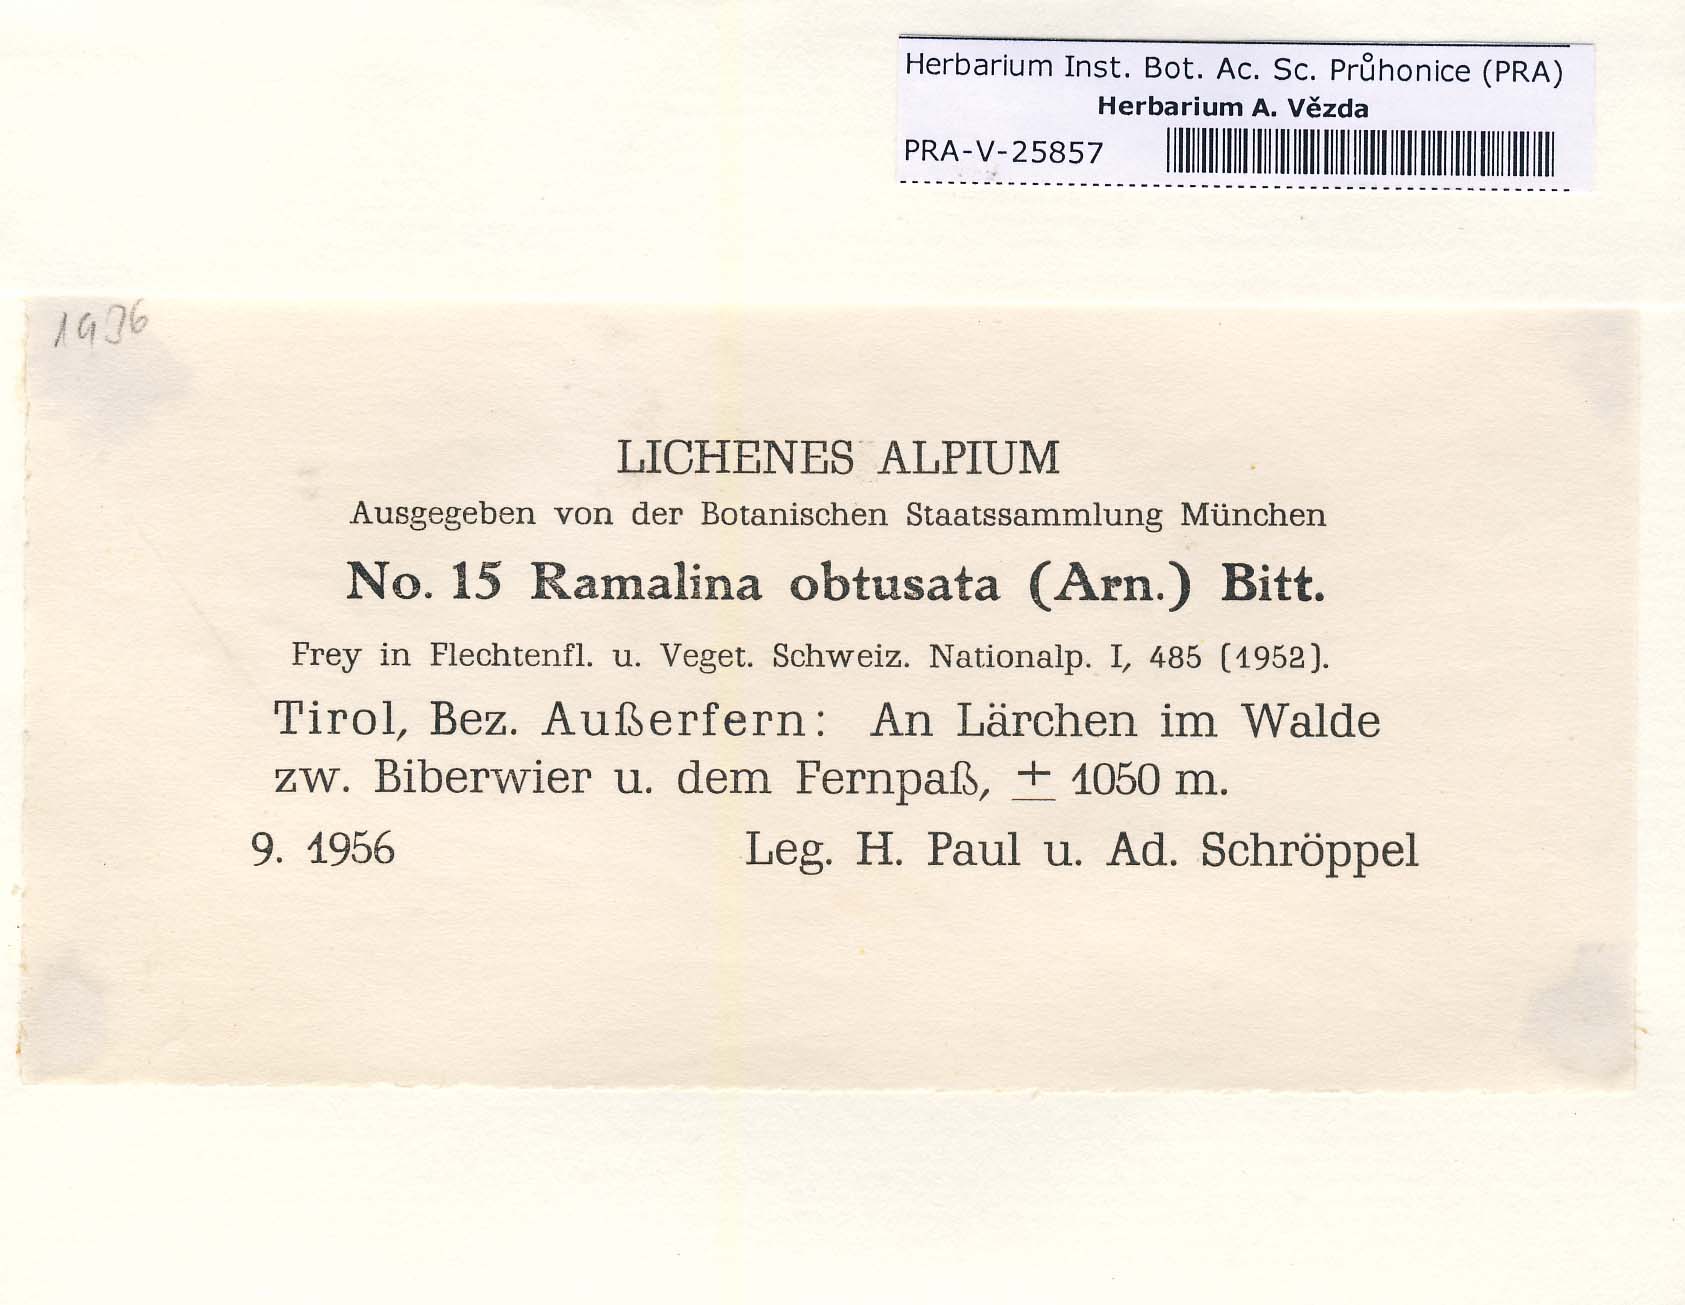 Herbarium Inst. Bot. Ac. Sc. Průhonice (PRA)
Herbarium A. Vězda
PRA-V-25857
1936
LICHENES ALPIUM
Ausgegeben von der Botanischen Staatssammlung München
No. 15 Ramalina obtusata (Arn.) Bitt.
Frey in Flechtenfl. u. Veget. Schweiz. Nationalp. I, 485 (1952).
Tirol, Bez. Außerfern: An Lärchen im Walde
zw. Biberwier u. dem Fernpaß, ± 1050 m.
9. 1956 Leg. H. Paul u. Ad. Schröppel